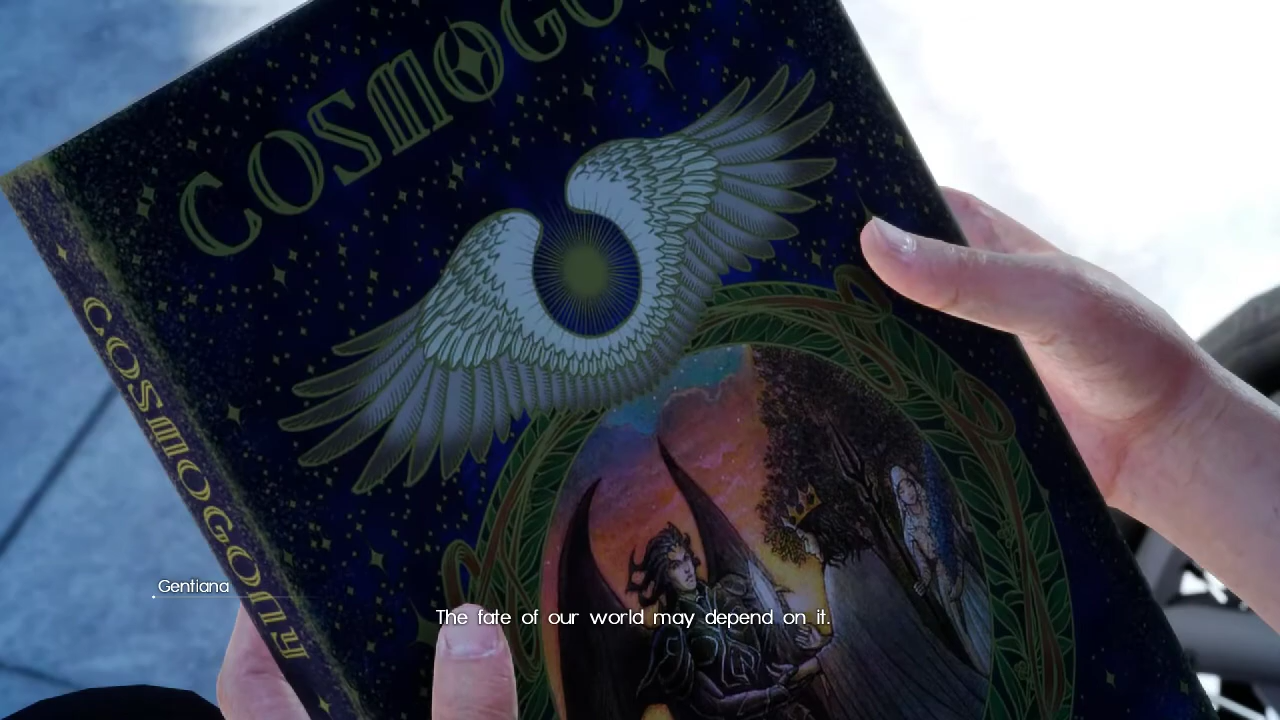 COSMOGO
COSMOGONY
Gentiana
The fate of our world may depend on it.